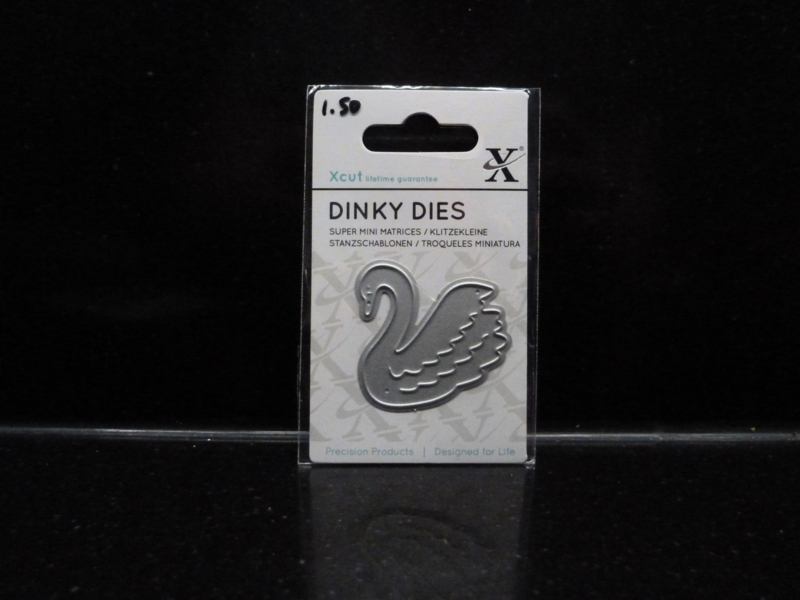 1.50
X®
Xcut lifetime guarantee
DINKY DIES
SUPER MINI MATRICES / KLITZEKLEINE
STANZSCHABLONEN / TROQUELES MINIATURA
Precision Products | Designed for Life